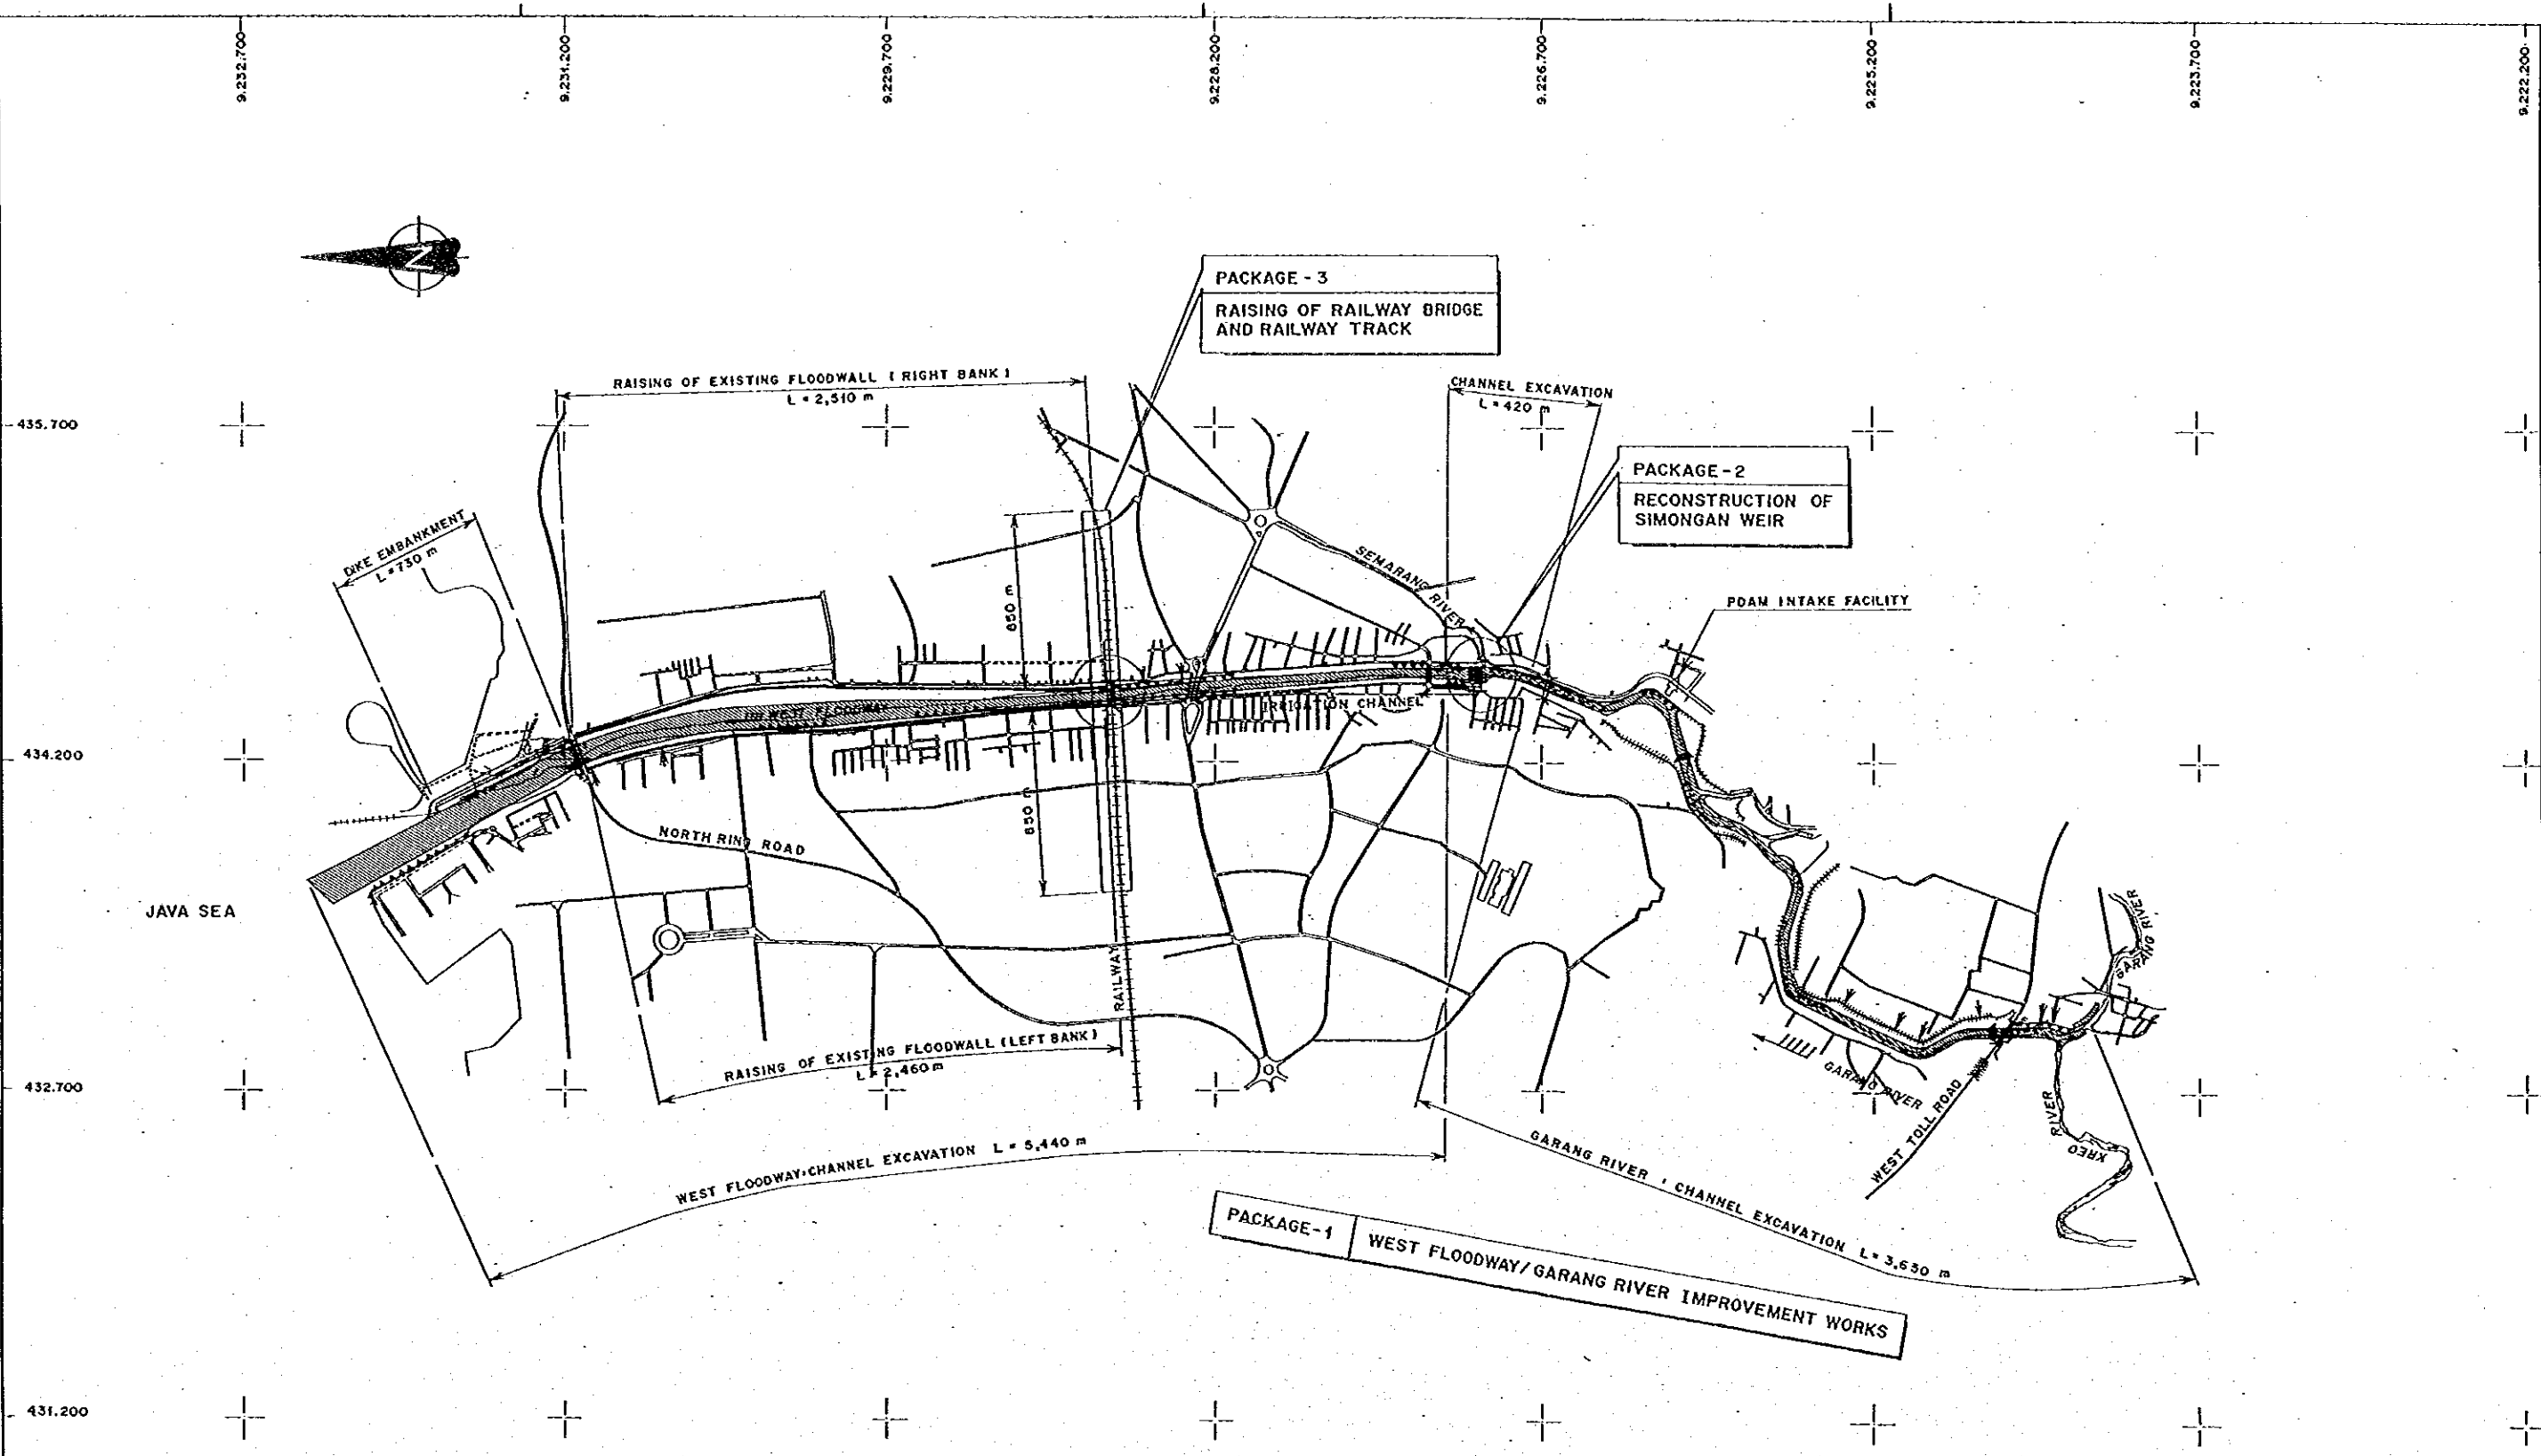 9.232.700
9.231.200
9.229.700
9.228.200
9.226.700
9.225.200
9.223.700
9.222.200
N
PACKAGE - 3
RAISING OF RAILWAY BRIDGE
AND RAILWAY TRACK
RAISING OF EXISTING FLOODWALL ( RIGHT BANK )
L = 2,510 m
CHANNEL EXCAVATION
L = 420 m
435.700
PACKAGE - 2
RECONSTRUCTION OF
SIMONGAN WEIR
DIKE EMBANKMENT
L = 730 m
SEMARANG RIVER
650 m
PDAM INTAKE FACILITY
WEST FLOODWAY
IRRIGATION CHANNEL
434.200
650 m
NORTH RING ROAD
JAVA SEA
GARANG RIVER
RAILWAY
RAISING OF EXISTING FLOODWALL (LEFT BANK)
L = 2,460 m
432.700
GARANG RIVER
WEST TOLL ROAD
RIVER
KREO
WEST FLOODWAY : CHANNEL EXCAVATION L = 5,440 m
GARANG RIVER : CHANNEL EXCAVATION L = 3,630 m
PACKAGE - 1
WEST FLOODWAY/GARANG RIVER IMPROVEMENT WORKS
431.200